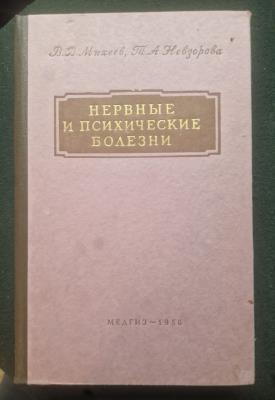 В. В. Михеев, Т. А. Невзорова
НЕРВНЫЕ
И ПСИХИЧЕСКИЕ
БОЛЕЗНИ
МЕДГИЗ — 1956